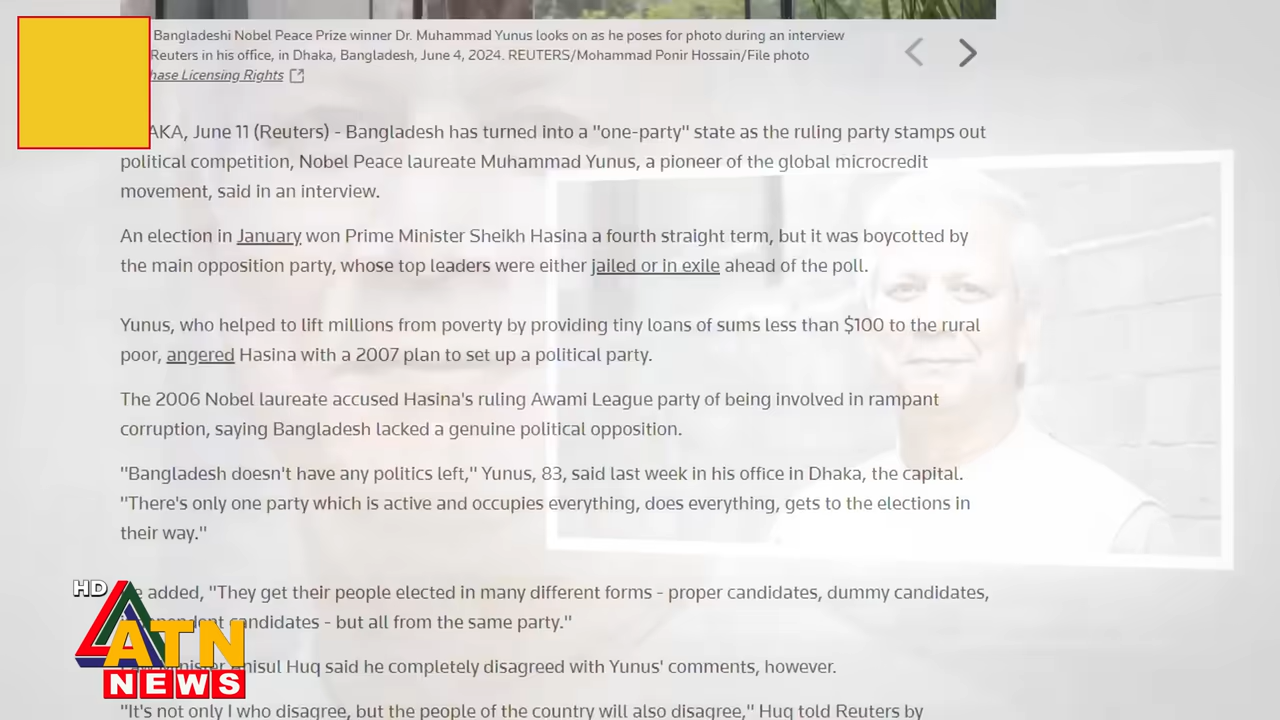 Bangladeshi Nobel Peace Prize winner Dr. Muhammad Yunus looks on as he poses for photo during an interview
Reuters in his office, in Dhaka, Bangladesh, June 4, 2024. REUTERS/Mohammad Ponir Hossain/File photo
hase Licensing Rights
AKA, June 11 (Reuters) - Bangladesh has turned into a "one-party" state as the ruling party stamps out
political competition, Nobel Peace laureate Muhammad Yunus, a pioneer of the global microcredit
movement, said in an interview.
An election in January won Prime Minister Sheikh Hasina a fourth straight term, but it was boycotted by
the main opposition party, whose top leaders were either jailed or in exile ahead of the poll.
Yunus, who helped to lift millions from poverty by providing tiny loans of sums less than $100 to the rural
poor, angered Hasina with a 2007 plan to set up a political party.
The 2006 Nobel laureate accused Hasina's ruling Awami League party of being involved in rampant
corruption, saying Bangladesh lacked a genuine political opposition.
"Bangladesh doesn't have any politics left," Yunus, 83, said last week in his office in Dhaka, the capital.
"There's only one party which is active and occupies everything, does everything, gets to the elections in
their way."
added, "They get their people elected in many different forms - proper candidates, dummy candidates,
candidates - but all from the same party."
Huq said he completely disagreed with Yunus' comments, however.
"It's not only I who disagree, but the people of the country will also disagree," Huq told Reuters by
HD
ATN
NEWS